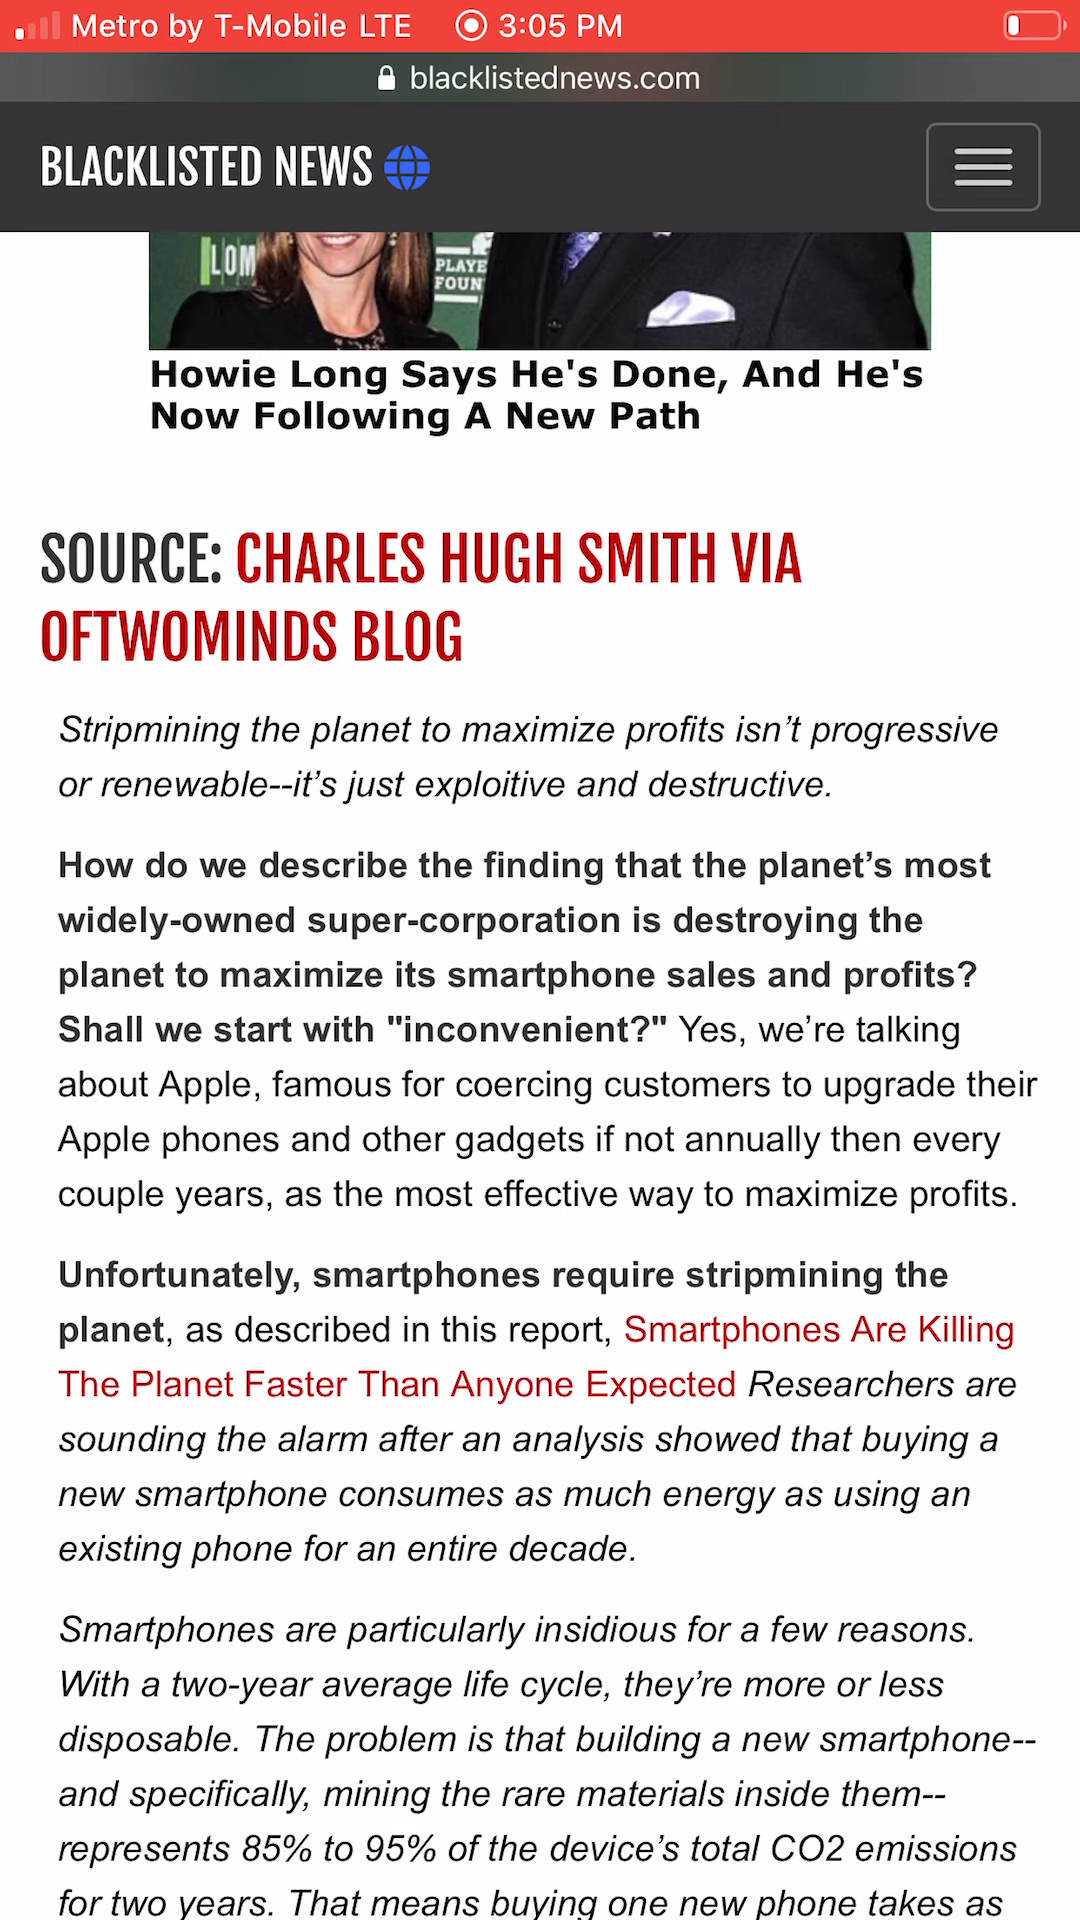 Metro by T-Mobile LTE 3:05 PM
blacklistednews.com
BLACKLISTED NEWS
LOM
PLAYE
FOUN
Howie Long Says He's Done, And He's
Now Following A New Path
SOURCE: CHARLES HUGH SMITH VIA
OFTWOMINDS BLOG
Stripmining the planet to maximize profits isn’t progressive
or renewable--it’s just exploitive and destructive.
How do we describe the finding that the planet’s most
widely-owned super-corporation is destroying the
planet to maximize its smartphone sales and profits?
Shall we start with "inconvenient?" Yes, we’re talking
about Apple, famous for coercing customers to upgrade their
Apple phones and other gadgets if not annually then every
couple years, as the most effective way to maximize profits.
Unfortunately, smartphones require stripmining the
planet, as described in this report, Smartphones Are Killing
The Planet Faster Than Anyone Expected Researchers are
sounding the alarm after an analysis showed that buying a
new smartphone consumes as much energy as using an
existing phone for an entire decade.
Smartphones are particularly insidious for a few reasons.
With a two-year average life cycle, they’re more or less
disposable. The problem is that building a new smartphone--
and specifically, mining the rare materials inside them--
represents 85% to 95% of the device’s total CO2 emissions
for two years. That means buying one new phone takes as